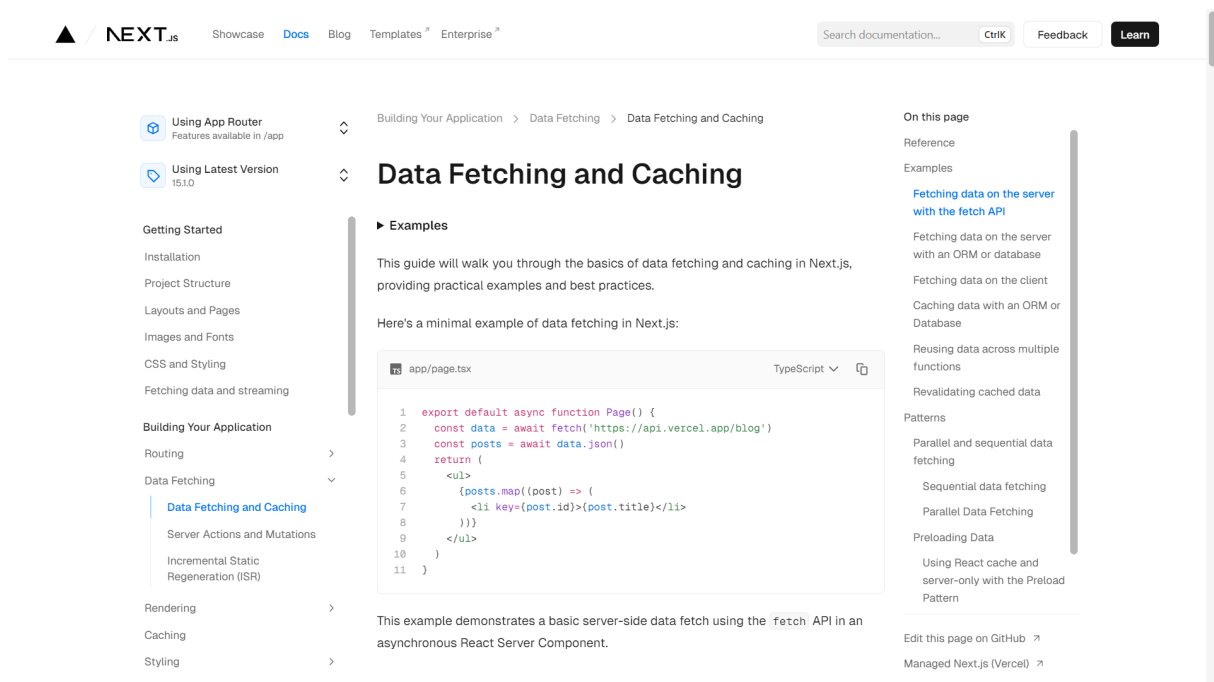 NEXT.JS
Showcase
Docs
Blog
Templates
Enterprise
Search documentation...
CtrlK
Feedback
Learn
Using App Router
Features available in /app
Using Latest Version
15.1.0
Getting Started
Installation
Project Structure
Layouts and Pages
Images and Fonts
CSS and Styling
Fetching data and streaming
Building Your Application
Routing
Data Fetching
Data Fetching and Caching
Server Actions and Mutations
Incremental Static
Regeneration (ISR)
Rendering
Caching
Styling
Building Your Application > Data Fetching > Data Fetching and Caching
Data Fetching and Caching
Examples
This guide will walk you through the basics of data fetching and caching in Next.js,
providing practical examples and best practices.
Here's a minimal example of data fetching in Next.js:
TS app/page.tsx
TypeScript
1 export default async function Page() {
2   const data = await fetch('https://api.vercel.app/blog')
3   const posts = await data.json()
4   return (
5     <ul>
6       {posts.map((post) => (
7         <li key={post.id}>{post.title}</li>
8       ))}
9     </ul>
10   )
11 }
This example demonstrates a basic server-side data fetch using the fetch API in an
asynchronous React Server Component.
On this page
Reference
Examples
Fetching data on the server
with the fetch API
Fetching data on the server
with an ORM or database
Fetching data on the client
Caching data with an ORM or
Database
Reusing data across multiple
functions
Revalidating cached data
Patterns
Parallel and sequential data
fetching
Sequential data fetching
Parallel Data Fetching
Preloading Data
Using React cache and
server-only with the Preload
Pattern
Edit this page on GitHub
Managed Next.js (Vercel)